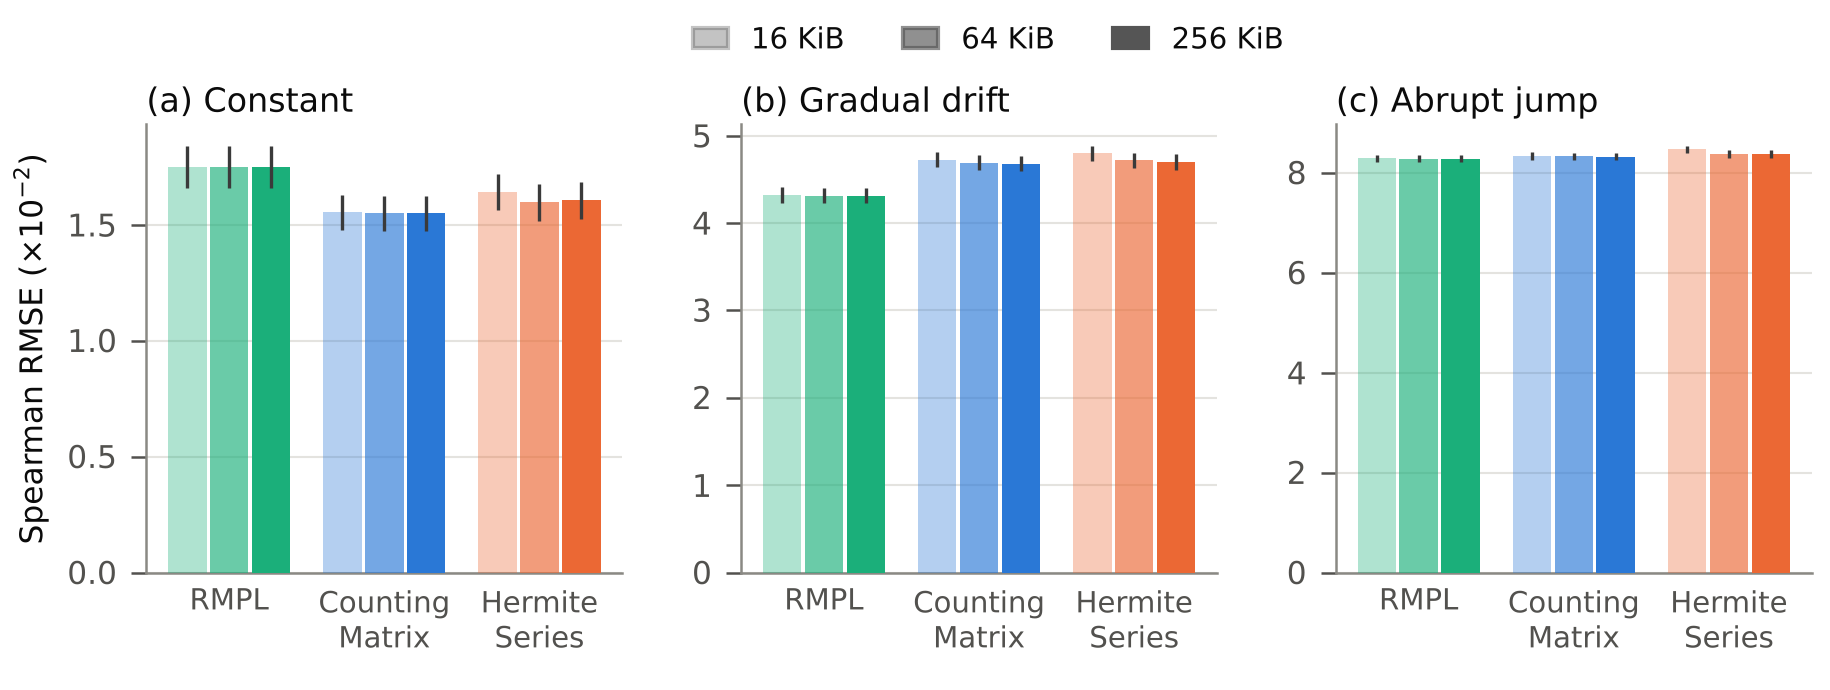 16 KiB 64 KiB 256 KiB
(a) Constant
Spearman RMSE (×10⁻²)
1.5
1.0
0.5
0.0
RMPL
Counting
Matrix
Hermite
Series
(b) Gradual drift
5
4
3
2
1
0
RMPL
Counting
Matrix
Hermite
Series
(c) Abrupt jump
8
6
4
2
0
RMPL
Counting
Matrix
Hermite
Series